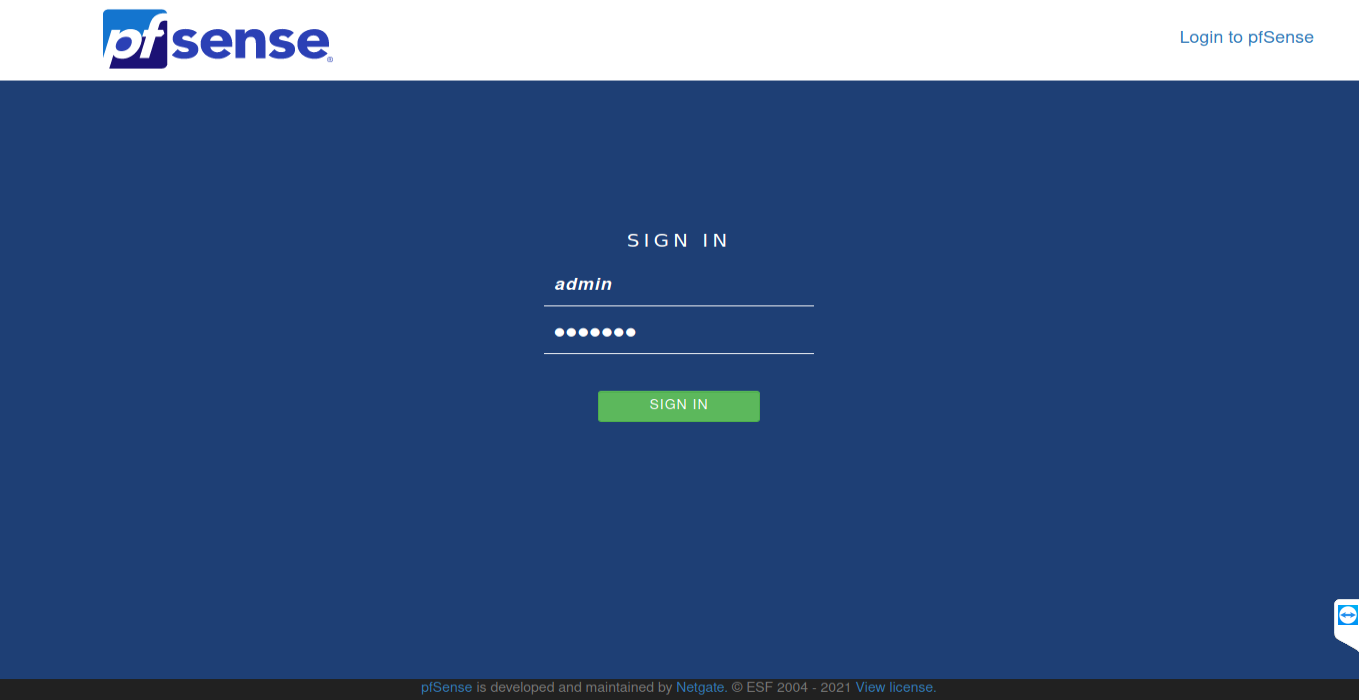 pfsense®
Login to pfSense
SIGN IN
admin
●●●●●●●
SIGN IN
pfSense is developed and maintained by Netgate. © ESF 2004 - 2021 View license.